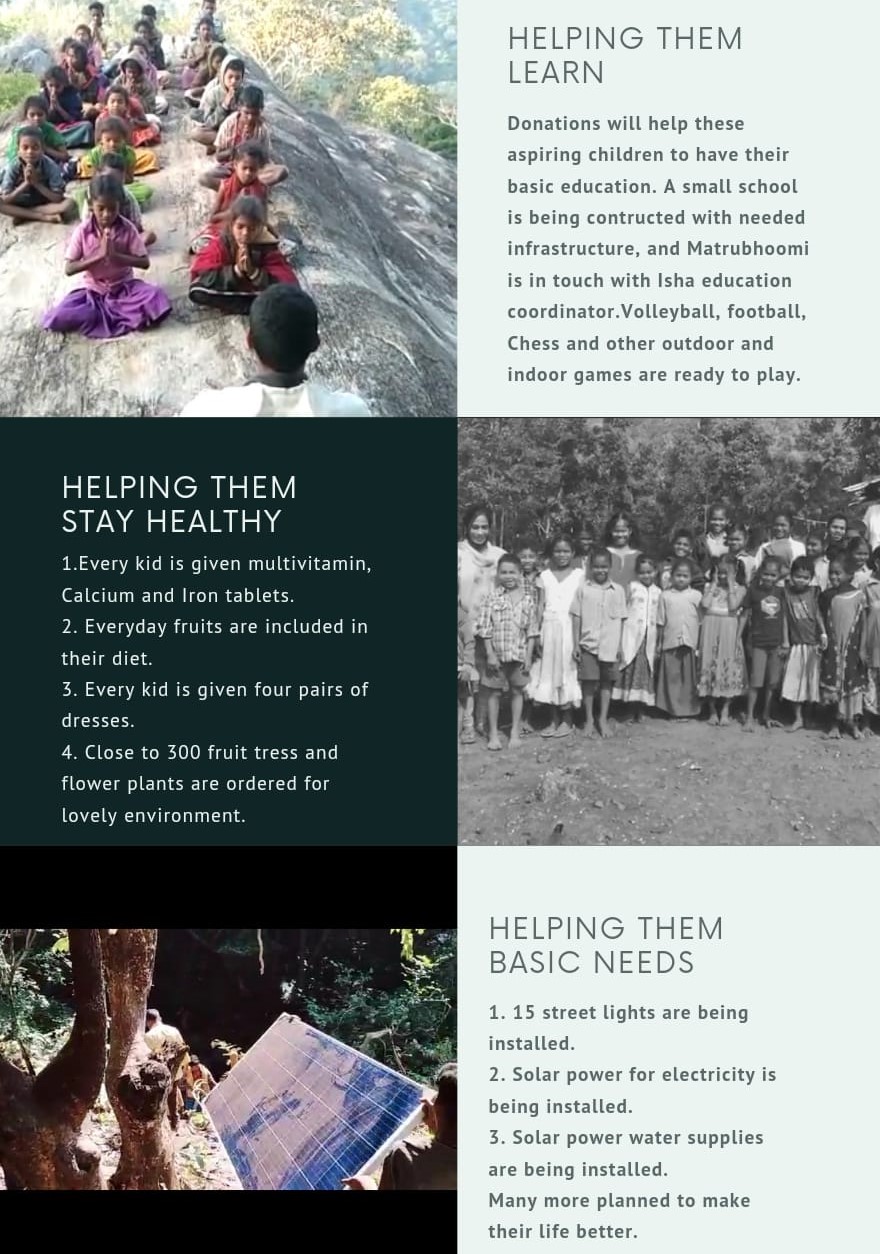 HELPING THEM
LEARN
Donations will help these
aspiring children to have their
basic education. A small school
is being contructed with needed
infrastructure, and Matrubhoomi
is in touch with Isha education
coordinator.Volleyball, football,
Chess and other outdoor and
indoor games are ready to play.
HELPING THEM
STAY HEALTHY
1.Every kid is given multivitamin,
Calcium and Iron tablets.
2. Everyday fruits are included in
their diet.
3. Every kid is given four pairs of
dresses.
4. Close to 300 fruit tress and
flower plants are ordered for
lovely environment.
HELPING THEM
BASIC NEEDS
1. 15 street lights are being
installed.
2. Solar power for electricity is
being installed.
3. Solar power water supplies
are being installed.
Many more planned to make
their life better.